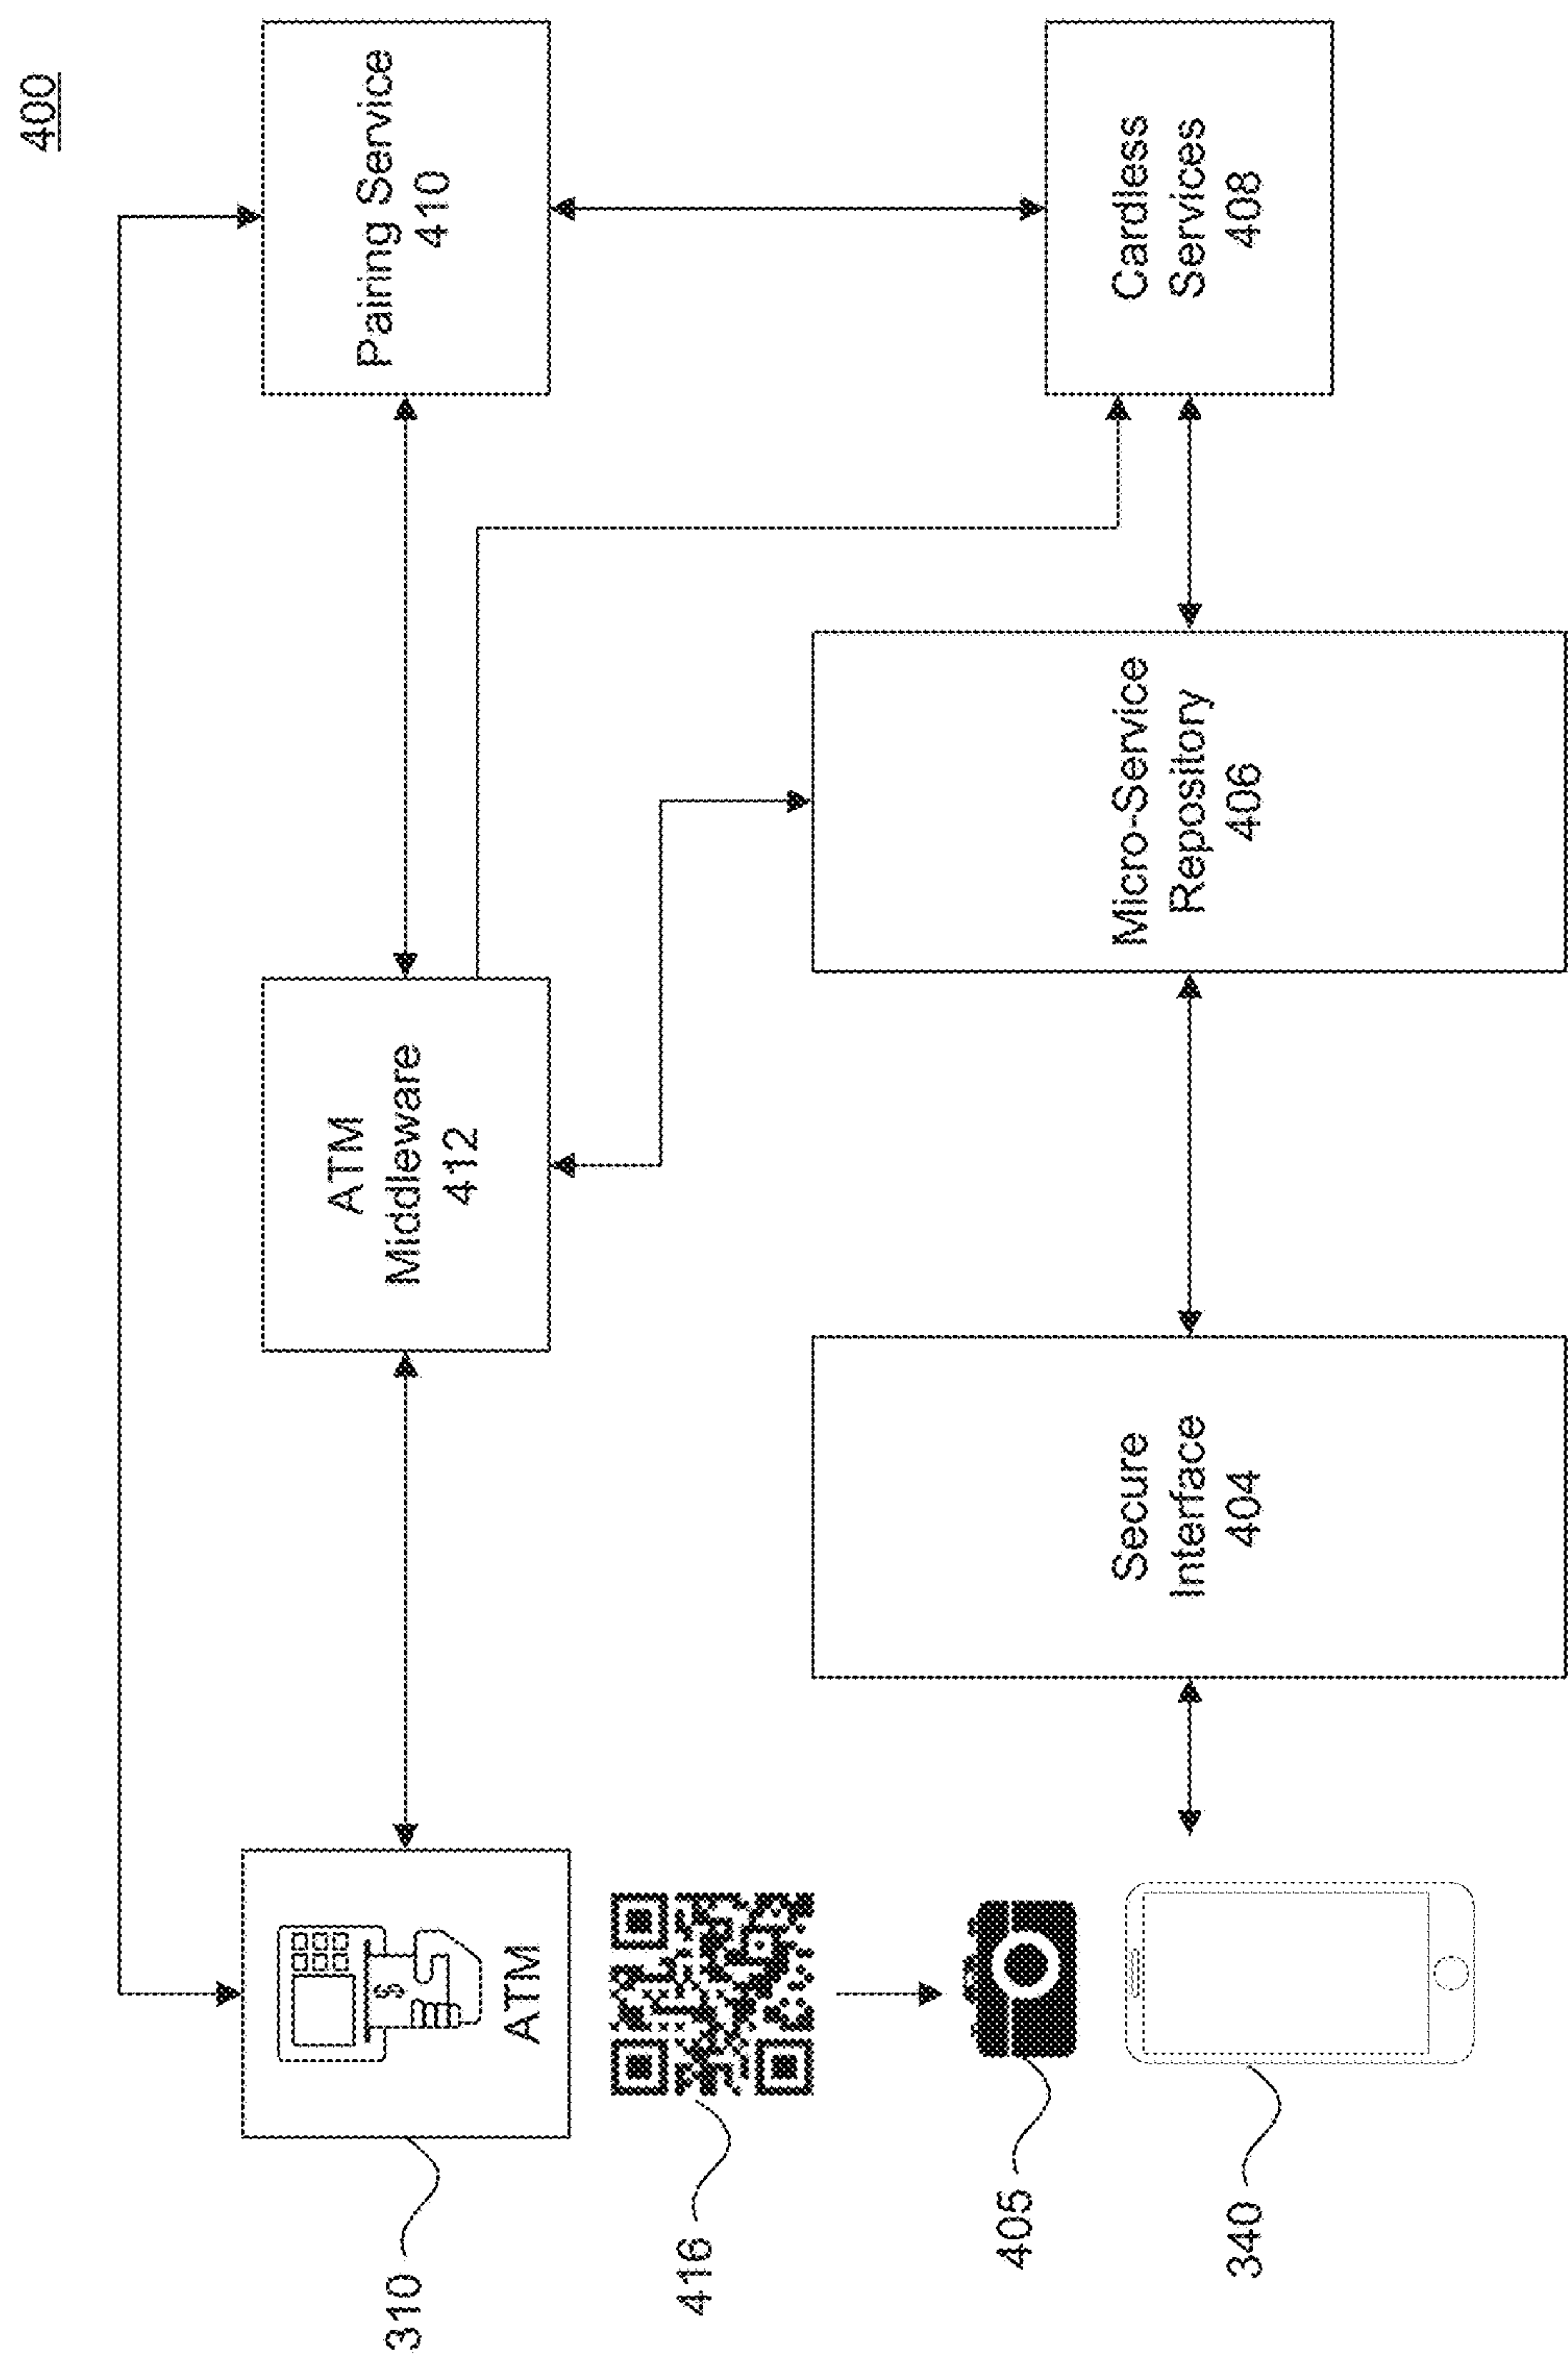 400
Pairing Service
410
ATM
Middleware
412
$
ATM
310
416
405
340
Secure
Interface
404
Micro-Service
Repository
406
Cardless
Services
408